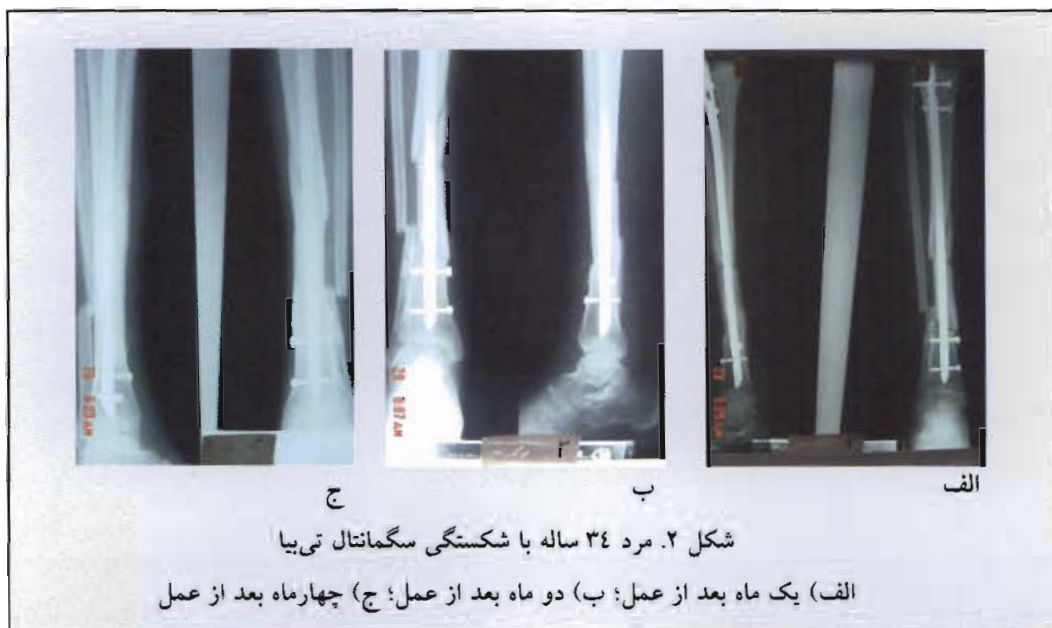 الف
ب
ج
شکل ۲. مرد ۳٤ ساله با شکستگی سگمانتال تی‌بیا
الف) یک ماه بعد از عمل؛ ب) دو ماه بعد از عمل؛ ج) چهارماه بعد از عمل